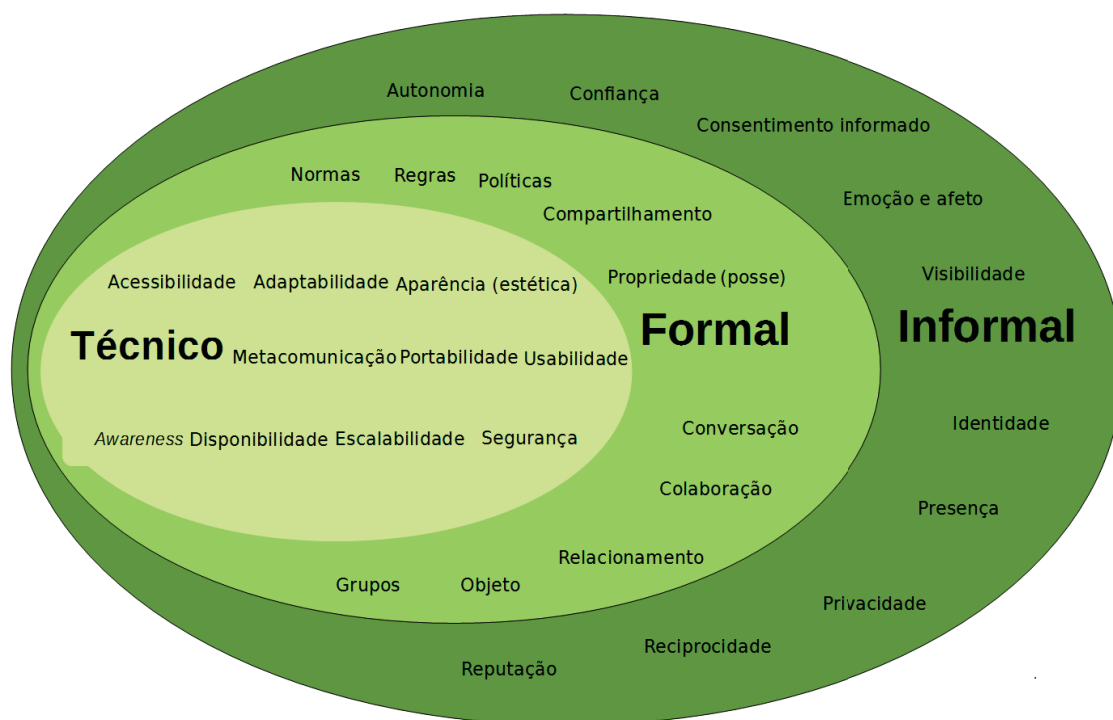 Autonomia
Confiança
Consentimento informado
Normas
Regras
Políticas
Emoção e afeto
Compartilhamento
Visibilidade
Propriedade (posse)
Acessibilidade
Adaptabilidade
Aparência (estética)
Técnico
Formal
Informal
Metacomunicação
Portabilidade
Usabilidade
Identidade
Conversação
Awareness
Disponibilidade
Escalabilidade
Segurança
Colaboração
Presença
Relacionamento
Grupos
Objeto
Privacidade
Reciprocidade
Reputação